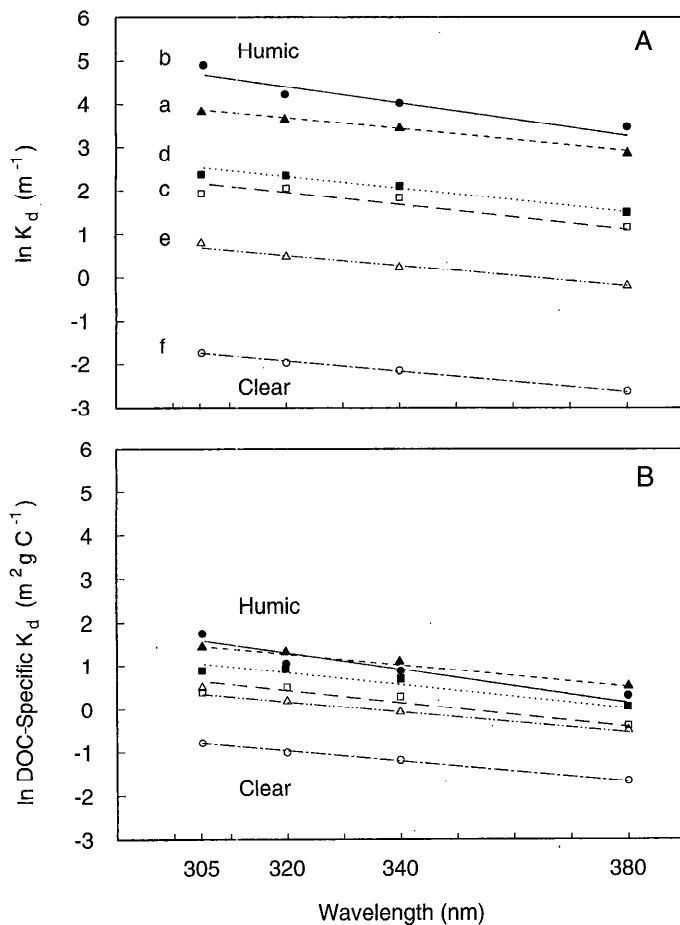 6
5
4
3
2
1
0
-1
-2
-3
ln K_d (m⁻¹)
A
Humic
b
a
d
c
e
f
Clear
6
5
4
3
2
1
0
-1
-2
-3
ln DOC-Specific K_d (m² g C⁻¹)
B
Humic
Clear
305 320 340 380
Wavelength (nm)